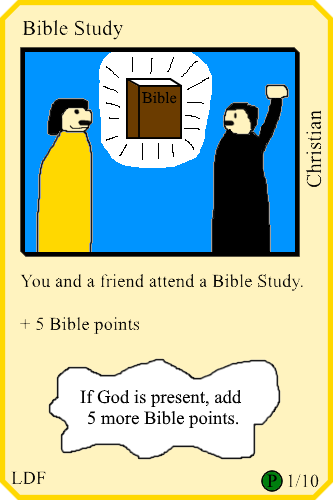 Bible Study
Bible
Christian
You and a friend attend a Bible Study.
+ 5 Bible points
If God is present, add
5 more Bible points.
LDF
P 1/10